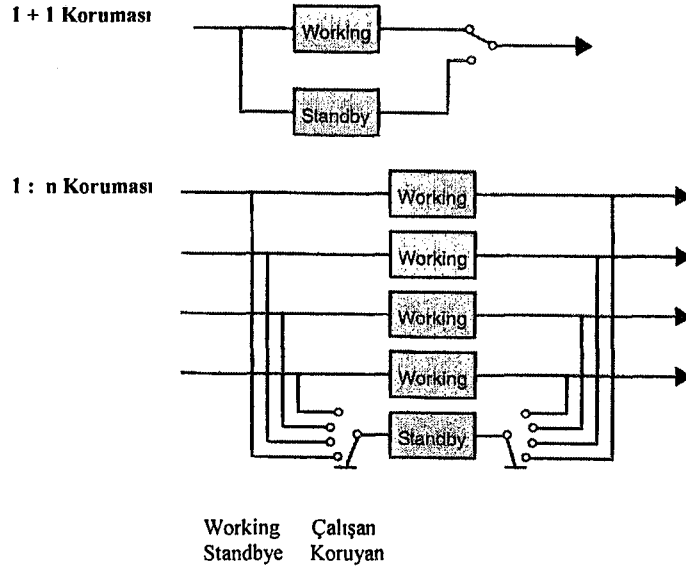 1 + 1 Koruması
Working
Standby
1 : n Koruması
Working
Working
Working
Working
Standby
Working Çalışan
Standbye Koruyan